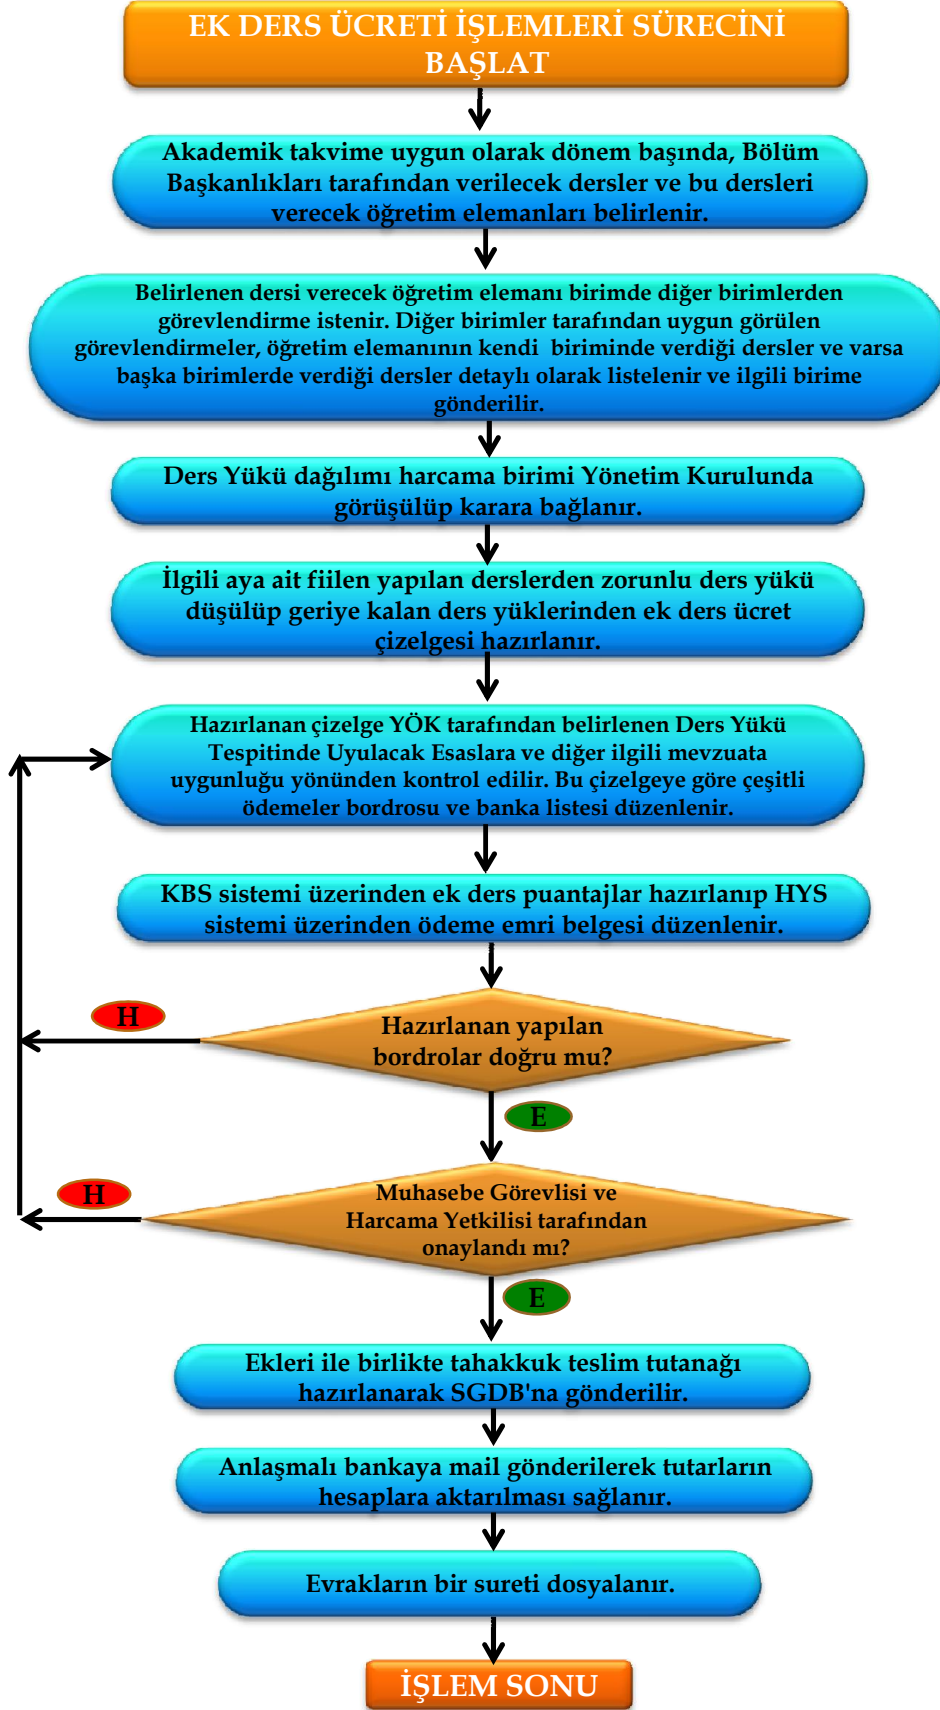 EK DERS ÜCRETİ İŞLEMLERİ SÜRECİNİ
BAŞLAT
Akademik takvime uygun olarak dönem başında, Bölüm
Başkanlıkları tarafından verilecek dersler ve bu dersleri
verecek öğretim elemanları belirlenir.
Belirlenen dersi verecek öğretim elemanı birimde diğer birimlerden
görevlendirme istenir. Diğer birimler tarafından uygun görülen
görevlendirmeler, öğretim elemanının kendi biriminde verdiği dersler ve varsa
başka birimlerde verdiği dersler detaylı olarak listelenir ve ilgili birime
gönderilir.
Ders Yükü dağılımı harcama birimi Yönetim Kurulunda
görüşülüp karara bağlanır.
İlgili aya ait fiilen yapılan derslerden zorunlu ders yükü
düşülüp geriye kalan ders yüklerinden ek ders ücret
çizelgesi hazırlanır.
Hazırlanan çizelge YÖK tarafından belirlenen Ders Yükü
Tespitinde Uyulacak Esaslara ve diğer ilgili mevzuata
uygunluğu yönünden kontrol edilir. Bu çizelgeye göre çeşitli
ödemeler bordrosu ve banka listesi düzenlenir.
KBS sistemi üzerinden ek ders puantajlar hazırlanıp HYS
sistemi üzerinden ödeme emri belgesi düzenlenir.
H
Hazırlanan yapılan
bordrolar doğru mu?
E
H
Muhasebe Görevlisi ve
Harcama Yetkilisi tarafından
onaylandı mı?
E
Ekleri ile birlikte tahakkuk teslim tutanağı
hazırlanarak SGDB'na gönderilir.
Anlaşmalı bankaya mail gönderilerek tutarların
hesaplara aktarılması sağlanır.
Evrakların bir sureti dosyalanır.
İŞLEM SONU